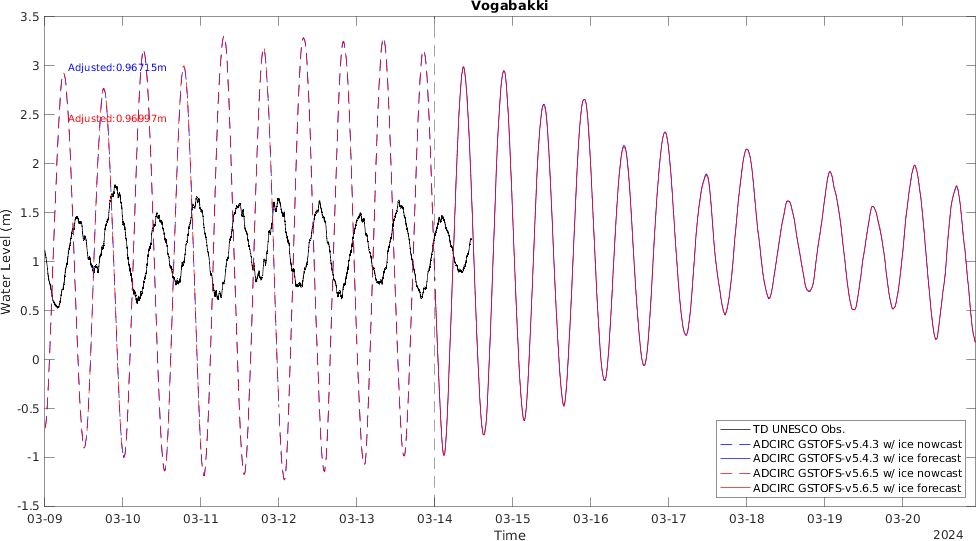 Vogabakki
3.5
3
2.5
2
1.5
1
0.5
0
-0.5
-1
-1.5
Water Level (m)
Adjusted:0.96715m
Adjusted:0.96997m
TD UNESCO Obs.
ADCIRC GSTOFS-v5.4.3 w/ ice nowcast
ADCIRC GSTOFS-v5.4.3 w/ ice forecast
ADCIRC GSTOFS-v5.6.5 w/ ice nowcast
ADCIRC GSTOFS-v5.6.5 w/ ice forecast
03-09 03-10 03-11 03-12 03-13 03-14 03-15 03-16 03-17 03-18 03-19 03-20
Time
2024